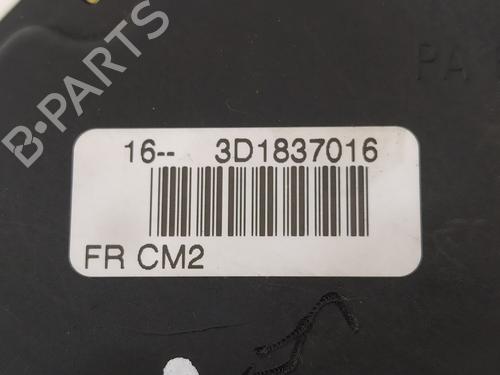 B-PARTS
PA
16-- 3D1837016
FR CM2